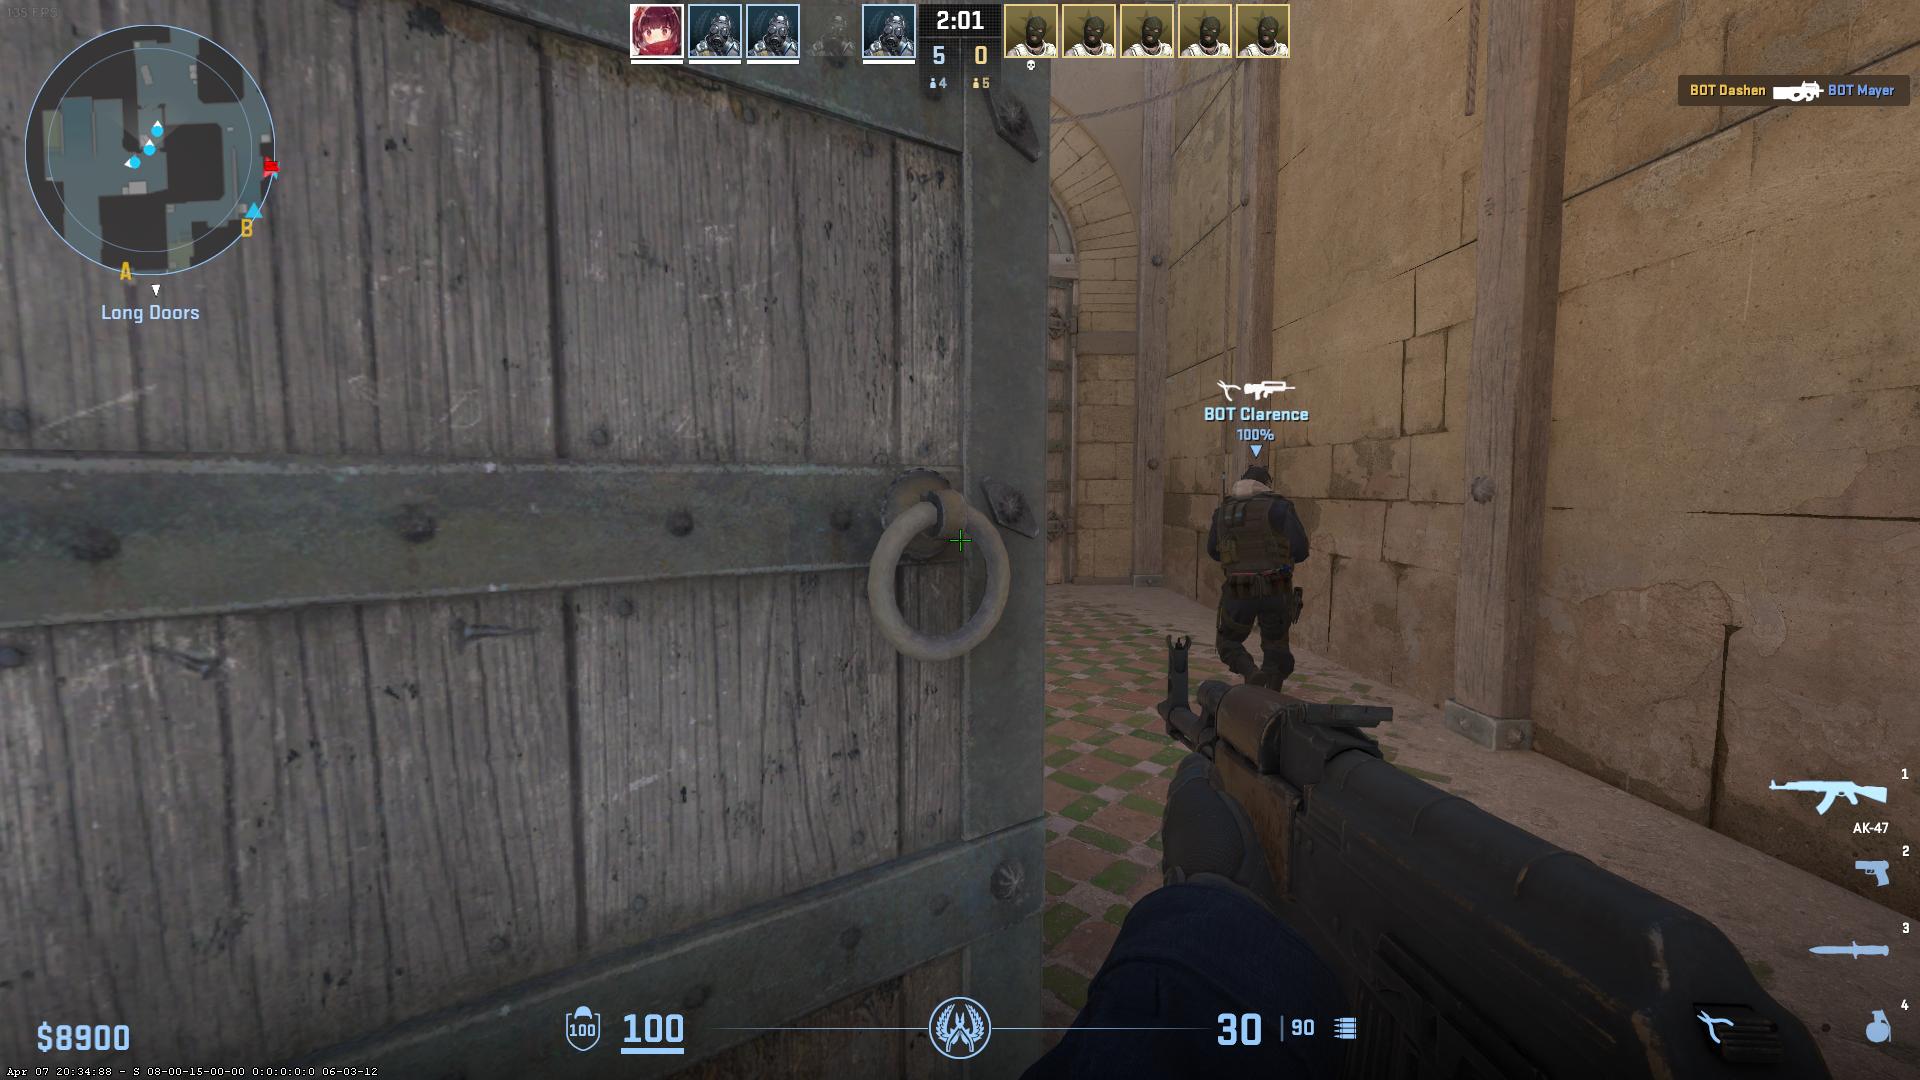 135 FPS
2:01
5 0
4 5
BOT Dashen BOT Mayer
B
A
Long Doors
BOT Clarence
100%
1
AK-47
2
3
4
$8900
100 100
30 | 90
Apr 07 20:34:88 - S 08-00-15-00-00 0:0:0:0:0 06-03-12